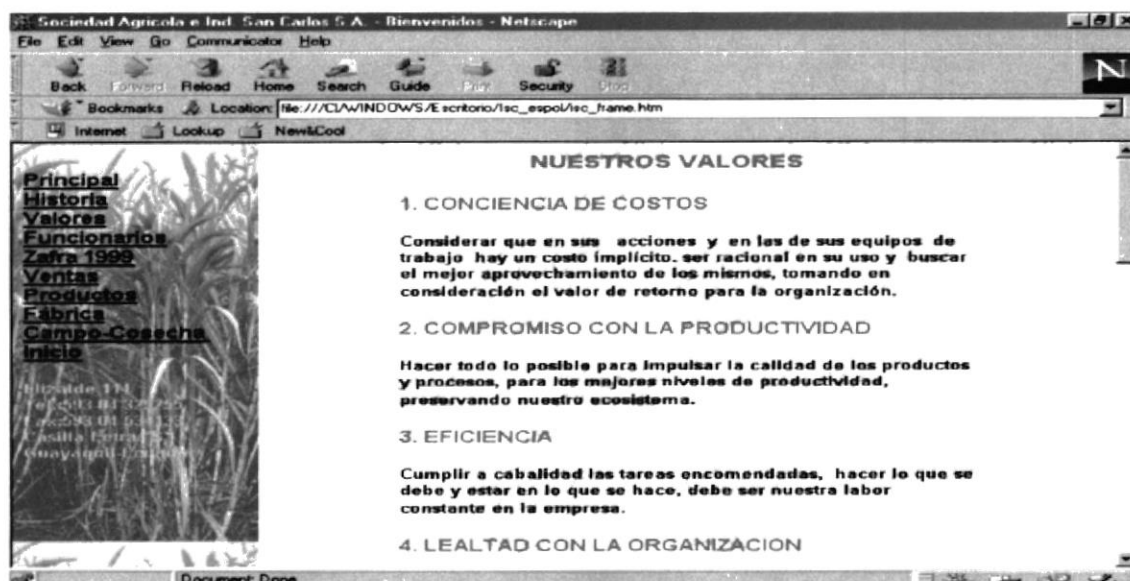 Sociedad Agrícola e Ind. San Carlos S.A. - Bienvenidos - Netscape
File Edit View Go Communicator Help
Back Forward Reload Home Search Guide Print Security Stop
Bookmarks Location: file:///C|/WINDOWS/Escritorio/Isc_espol/isc_frame.htm
Internet Lookup New&Cool
Principal
Historia
Valores
Funcionarios
Zafra 1999
Ventas
Productos
Fábrica
Campo-Cosecha
Inicio
Elizalde 114
Casilla
Guayaquil-
NUESTROS VALORES
1. CONCIENCIA DE COSTOS
Considerar que en sus acciones y en las de sus equipos de
trabajo hay un costo implícito. ser racional en su uso y buscar
el mejor aprovechamiento de los mismos, tomando en
consideración el valor de retorno para la organización.
2. COMPROMISO CON LA PRODUCTIVIDAD
Hacer todo lo posible para impulsar la calidad de los productos
y procesos, para los mejores niveles de productividad,
preservando nuestro ecosistema.
3. EFICIENCIA
Cumplir a cabalidad las tareas encomendadas, hacer lo que se
debe y estar en lo que se hace, debe ser nuestra labor
constante en la empresa.
4. LEALTAD CON LA ORGANIZACION
Document: Done